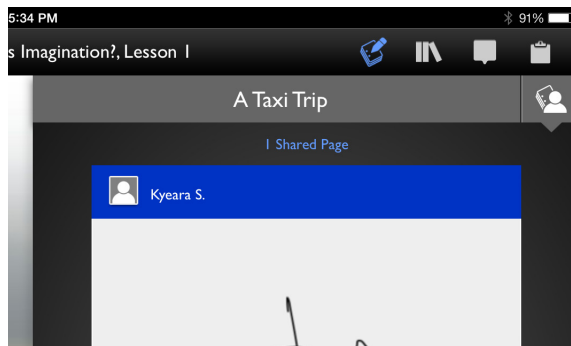 5:34 PM 91%
s Imagination?, Lesson 1
A Taxi Trip
1 Shared Page
Kyeara S.